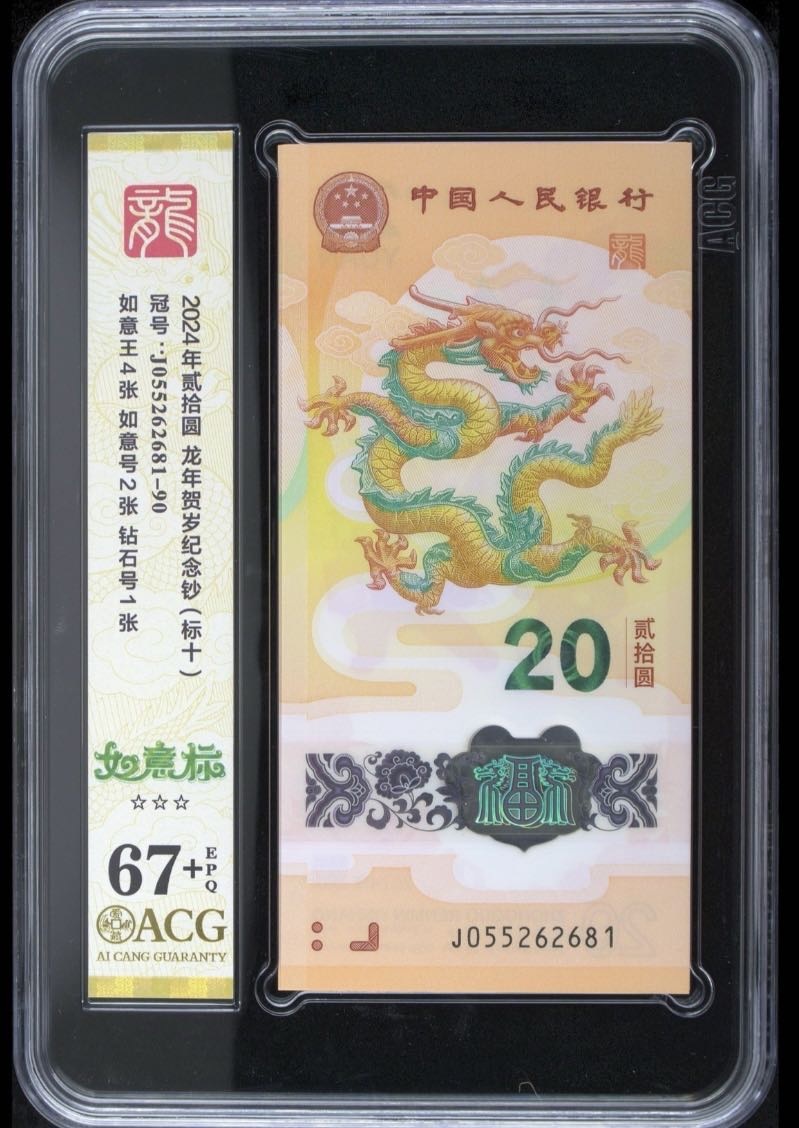 龍
2024年贰拾圆 龙年贺岁纪念钞(标十)
冠号:J055262681-90
如意王4张 如意号2张 钻石号1张
如意标
☆☆☆
67+
EPQ
ACG
AI CANG GUARANTY
中国人民银行
龍
20
贰拾圆
福
J055262681
ACG